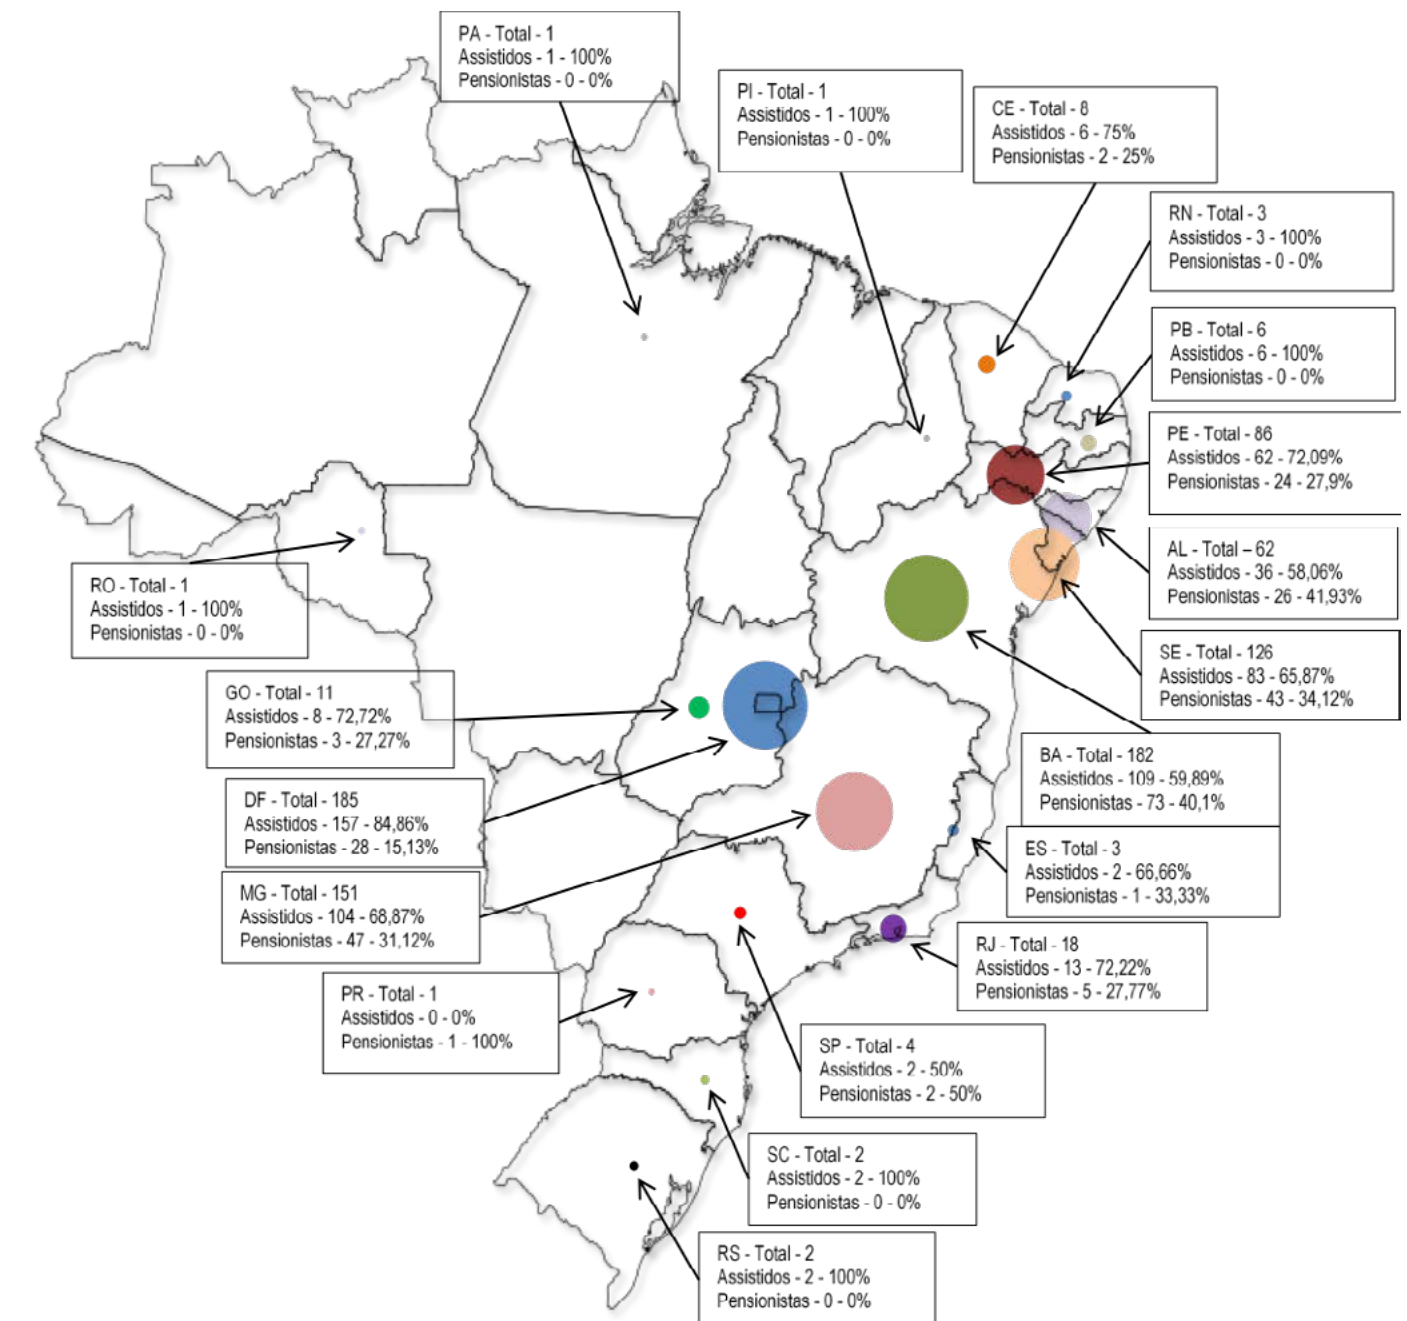 PA - Total - 1
Assistidos - 1 - 100%
Pensionistas - 0 - 0%
PI - Total - 1
Assistidos - 1 - 100%
Pensionistas - 0 - 0%
CE - Total - 8
Assistidos - 6 - 75%
Pensionistas - 2 - 25%
RN - Total - 3
Assistidos - 3 - 100%
Pensionistas - 0 - 0%
PB - Total - 6
Assistidos - 6 - 100%
Pensionistas - 0 - 0%
PE - Total - 86
Assistidos - 62 - 72,09%
Pensionistas - 24 - 27,9%
AL - Total – 62
Assistidos - 36 - 58,06%
Pensionistas - 26 - 41,93%
RO - Total - 1
Assistidos - 1 - 100%
Pensionistas - 0 - 0%
SE - Total - 126
Assistidos - 83 - 65,87%
Pensionistas - 43 - 34,12%
GO - Total - 11
Assistidos - 8 - 72,72%
Pensionistas - 3 - 27,27%
BA - Total - 182
Assistidos - 109 - 59,89%
Pensionistas - 73 - 40,1%
DF - Total - 185
Assistidos - 157 - 84,86%
Pensionistas - 28 - 15,13%
ES - Total - 3
Assistidos - 2 - 66,66%
Pensionistas - 1 - 33,33%
MG - Total - 151
Assistidos - 104 - 68,87%
Pensionistas - 47 - 31,12%
RJ - Total - 18
Assistidos - 13 - 72,22%
Pensionistas - 5 - 27,77%
PR - Total - 1
Assistidos - 0 - 0%
Pensionistas - 1 - 100%
SP - Total - 4
Assistidos - 2 - 50%
Pensionistas - 2 - 50%
SC - Total - 2
Assistidos - 2 - 100%
Pensionistas - 0 - 0%
RS - Total - 2
Assistidos - 2 - 100%
Pensionistas - 0 - 0%